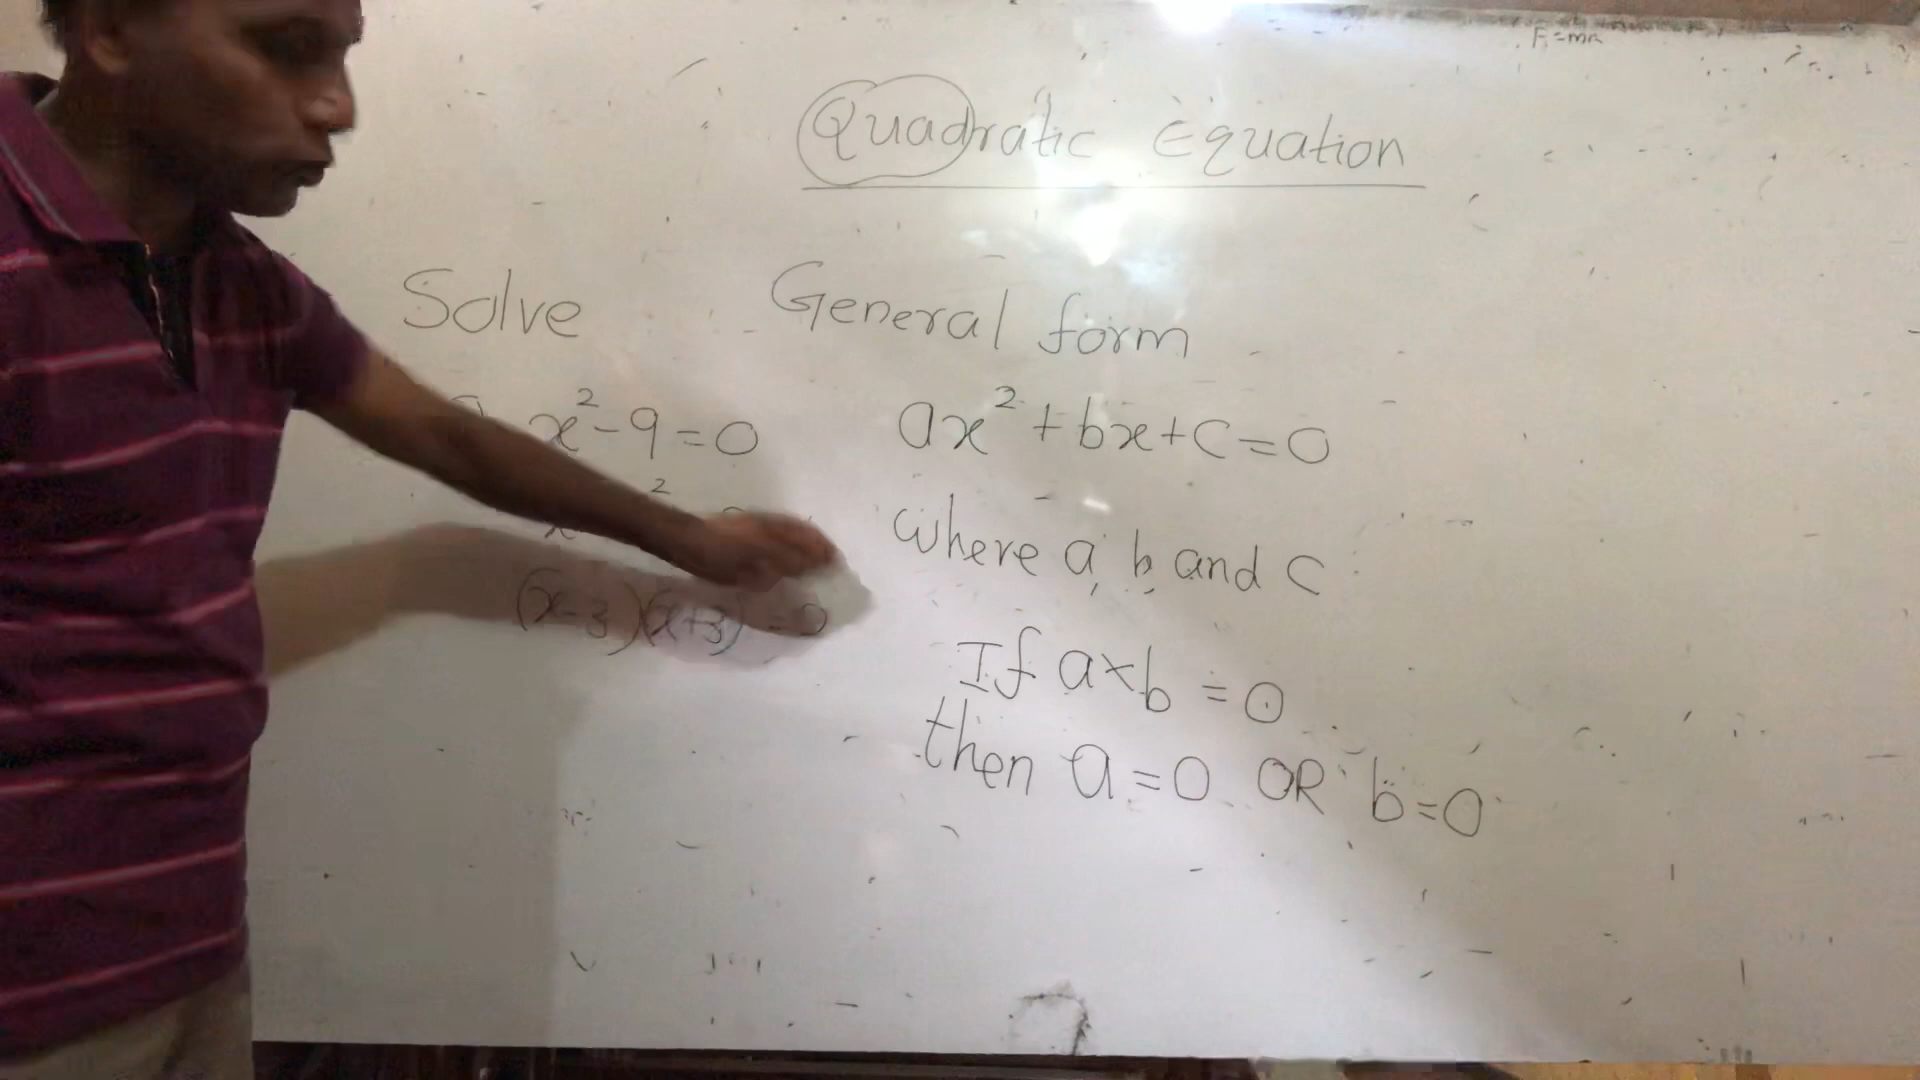 F=ma
Quadratic Equation
Solve
x²-9=0
(x-3)(x+3)=0
General form
ax²+bx+c=0
where a, b, and c
If a×b=0
then a=0 OR b=0